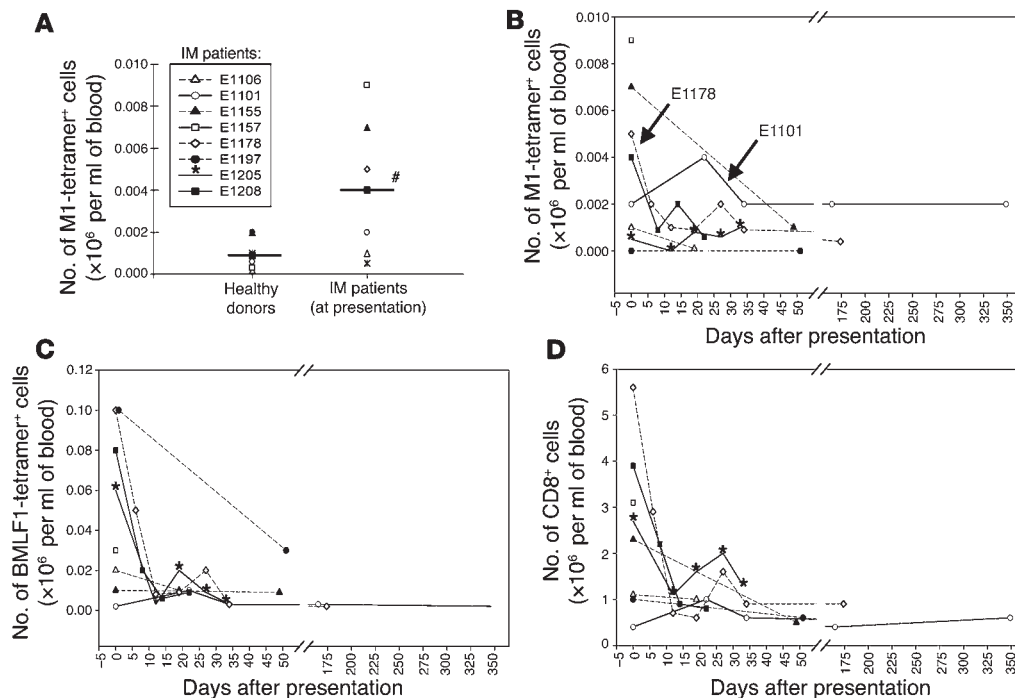 A
No. of M1-tetramer+ cells
(×10⁶ per ml of blood)
0.010
0.008
0.006
0.004
0.002
0.000
IM patients:
E1106
E1101
E1155
E1157
E1178
E1197
E1205
E1208
#
Healthy
donors
IM patients
(at presentation)
B
No. of M1-tetramer+ cells
(×10⁶ per ml of blood)
0.010
0.008
0.006
0.004
0.002
0.000
E1178
E1101
-5 0 5 10 15 20 25 30 35 40 45 50 55 175 200 225 250 275 300 325 350
Days after presentation
C
No. of BMLF1-tetramer+ cells
(×10⁶ per ml of blood)
0.12
0.10
0.08
0.06
0.04
0.02
0.00
-5 0 5 10 15 20 25 30 35 40 45 50 55 175 200 225 250 275 300 325 350
Days after presentation
D
No. of CD8+ cells
(×10⁶ per ml of blood)
6
5
4
3
2
1
0
-5 0 5 10 15 20 25 30 35 40 45 50 55 175 200 225 250 275 300 325 350
Days after presentation